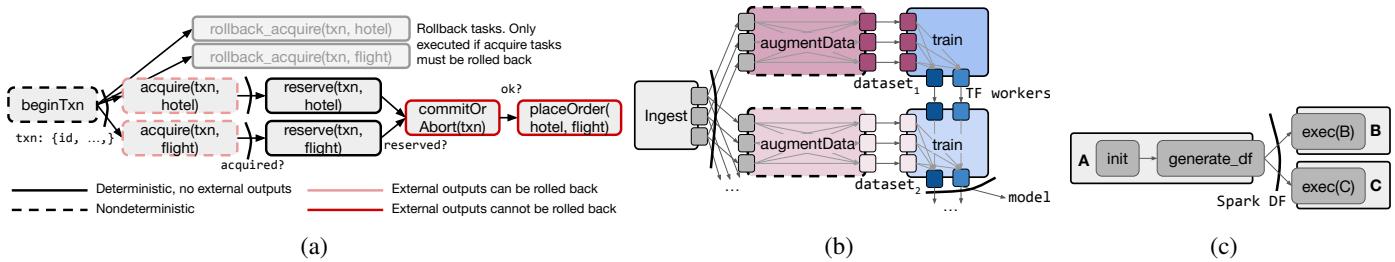 rollback_acquire(txn, hotel)
rollback_acquire(txn, flight)
Rollback tasks. Only
executed if acquire tasks
must be rolled back
beginTxn
txn: {id, …,}
acquire(txn,
hotel)
acquire(txn,
flight)
acquired?
reserve(txn,
hotel)
reserve(txn,
flight)
reserved?
commitOr
Abort(txn)
ok?
placeOrder(
hotel, flight)
Deterministic, no external outputs
Nondeterministic
External outputs can be rolled back
External outputs cannot be rolled back
(a)
Ingest
…
augmentData
dataset1
train
TF workers
augmentData
dataset2
train
model
…
(b)
A
init
generate_df
Spark DF
exec(B)
B
exec(C)
C
(c)